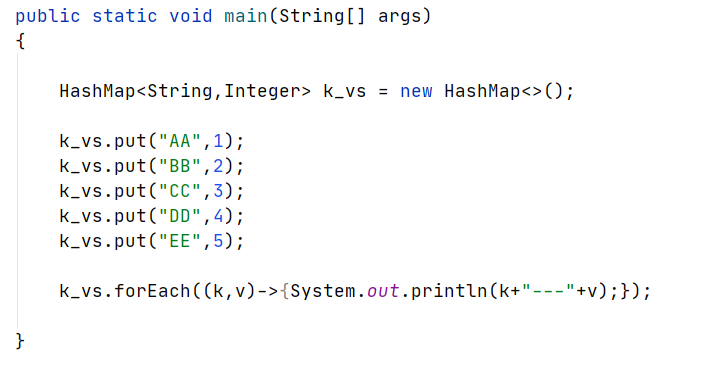 public static void main(String[] args)
{
HashMap<String,Integer> k_vs = new HashMap<>();
k_vs.put("AA",1);
k_vs.put("BB",2);
k_vs.put("CC",3);
k_vs.put("DD",4);
k_vs.put("EE",5);
k_vs.forEach((k,v)->{System.out.println(k+"---"+v);});
}